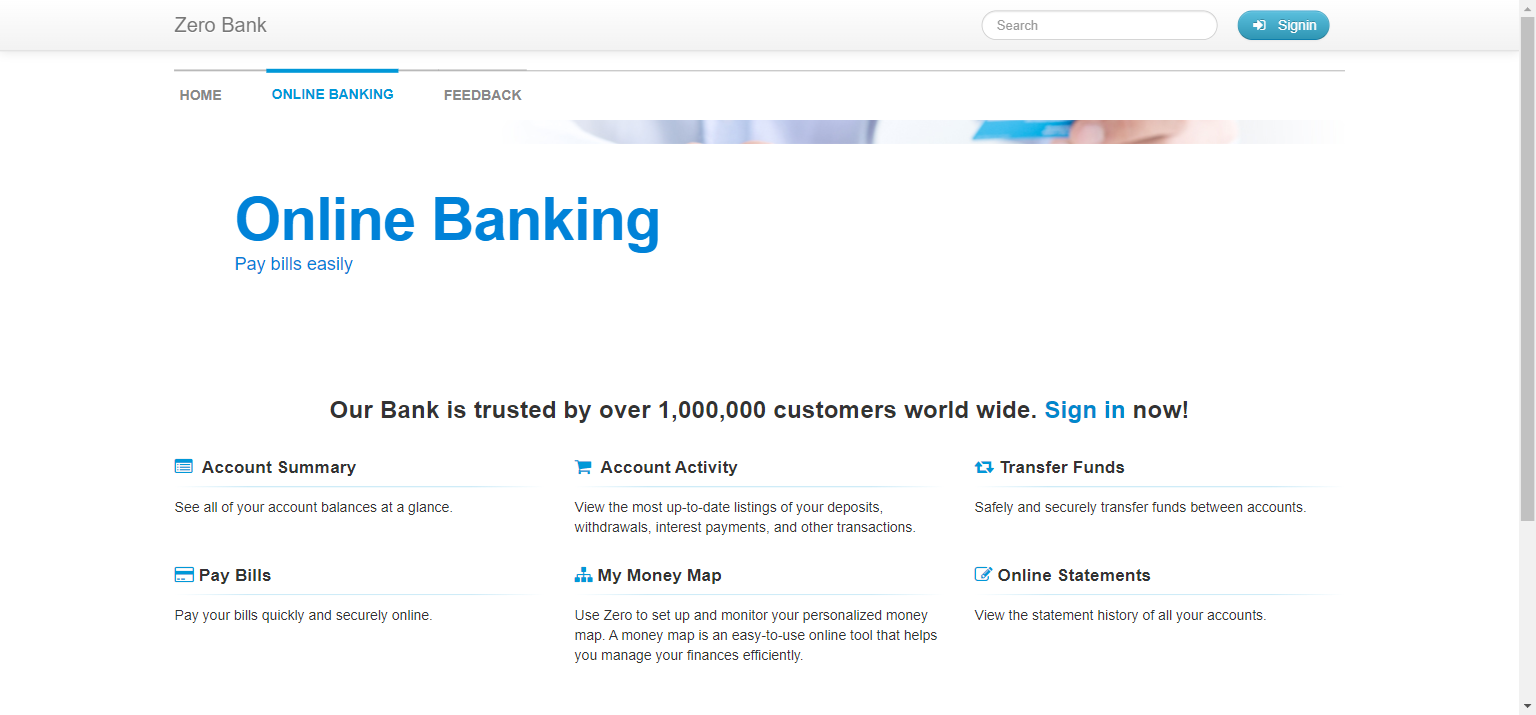 Zero Bank
Search
Signin
HOME
ONLINE BANKING
FEEDBACK
Online Banking
Pay bills easily
Our Bank is trusted by over 1,000,000 customers world wide. Sign in now!
Account Summary
See all of your account balances at a glance.
Account Activity
View the most up-to-date listings of your deposits,
withdrawals, interest payments, and other transactions.
Transfer Funds
Safely and securely transfer funds between accounts.
Pay Bills
Pay your bills quickly and securely online.
My Money Map
Use Zero to set up and monitor your personalized money
map. A money map is an easy-to-use online tool that helps
you manage your finances efficiently.
Online Statements
View the statement history of all your accounts.